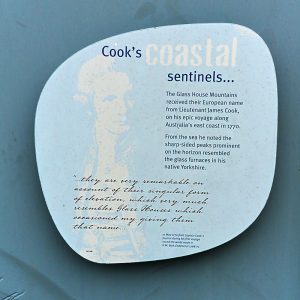 Cook's coastal
sentinels...
The Glass House Mountains
received their European name
from Lieutenant James Cook,
on his epic voyage along
Australia's east coast in 1770.
From the sea he noted the
sharp-sided peaks prominent
on the horizon resembled
the glass furnaces in his
native Yorkshire.
"they are very remarkable on
account of their singular form
of elevation, which very much
resembles Glass Houses which
occasioned my giving them
that name."